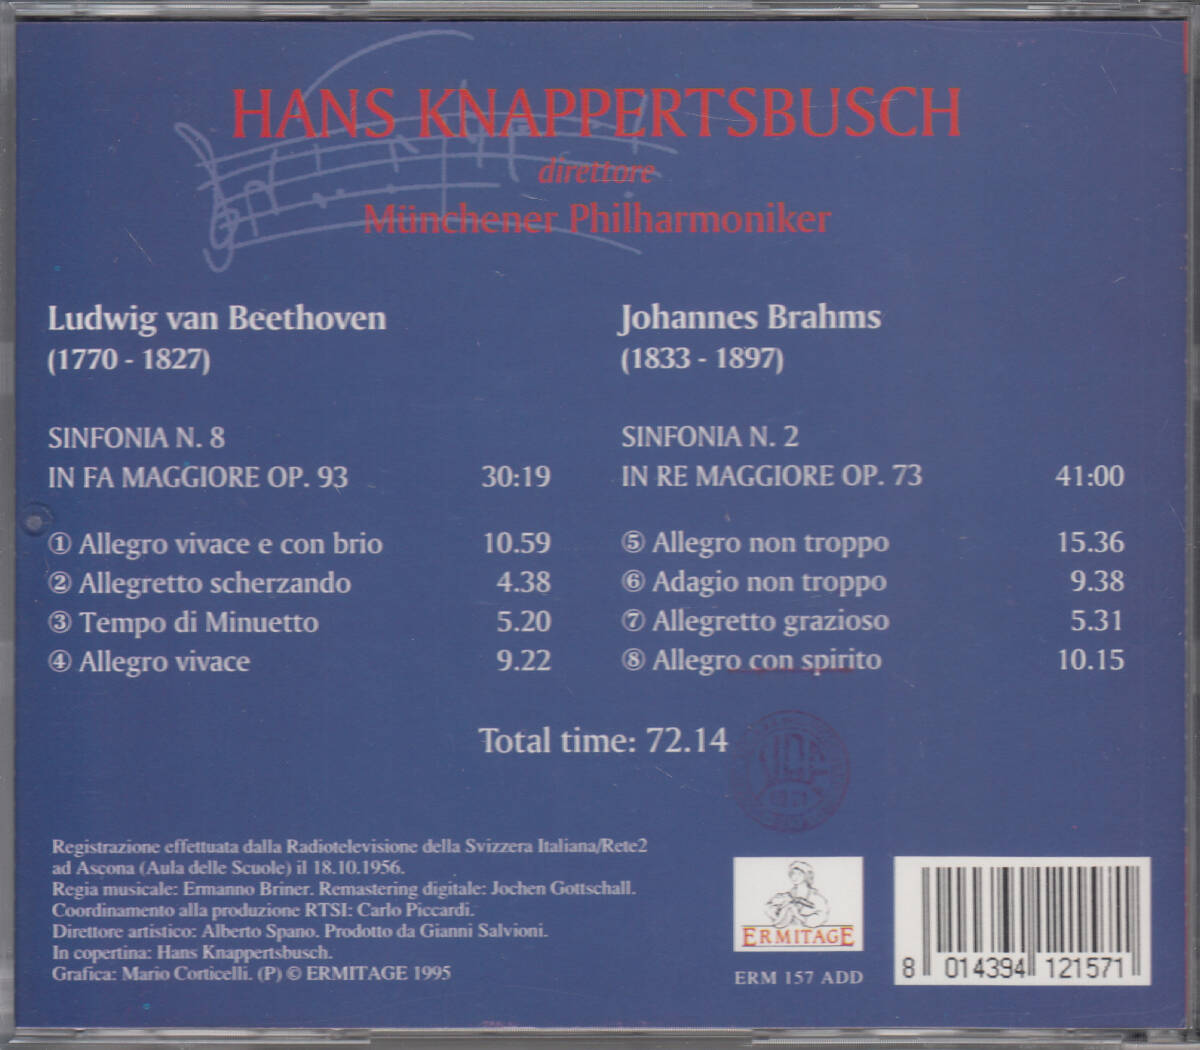 HANS KNAPPERTSBUSCH
direttore
Münchener Philharmoniker
Ludwig van Beethoven
(1770 - 1827)
SINFONIA N. 8
IN FA MAGGIORE OP. 93 30:19
① Allegro vivace e con brio 10.59
② Allegretto scherzando 4.38
③ Tempo di Minuetto 5.20
④ Allegro vivace 9.22
Johannes Brahms
(1833 - 1897)
SINFONIA N. 2
IN RE MAGGIORE OP. 73 41:00
⑤ Allegro non troppo 15.36
⑥ Adagio non troppo 9.38
⑦ Allegretto grazioso 5.31
⑧ Allegro con spirito 10.15
Total time: 72.14
Registrazione effettuata dalla Radiotelevisione della Svizzera Italiana/Rete2
ad Ascona (Aula delle Scuole) il 18.10.1956.
Regia musicale: Ermanno Briner. Remastering digitale: Jochen Gottschall.
Coordinamento alla produzione RTSI: Carlo Piccardi.
Direttore artistico: Alberto Spano. Prodotto da Gianni Salvioni.
In copertina: Hans Knappertsbusch.
Grafica: Mario Corticelli. (P) © ERMITAGE 1995
ERMITAGE
ERM 157 ADD
8 014394 121571